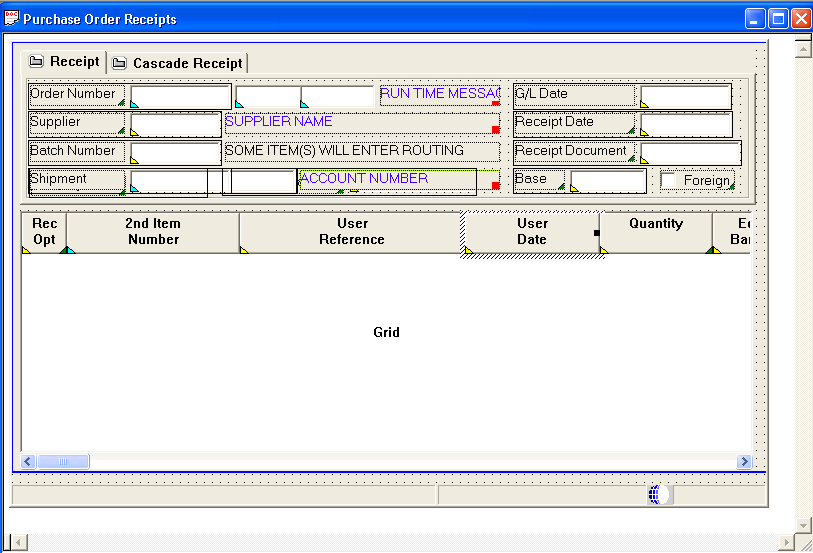 Purchase Order Receipts
Receipt Cascade Receipt
Order Number RUN TIME MESSAG G/L Date
Supplier SUPPLIER NAME Receipt Date
Batch Number SOME ITEM(S) WILL ENTER ROUTING Receipt Document
Shipment ACCOUNT NUMBER Base Foreign
Rec 2nd Item User User Quantity
Opt Number Reference Date Bar
Grid